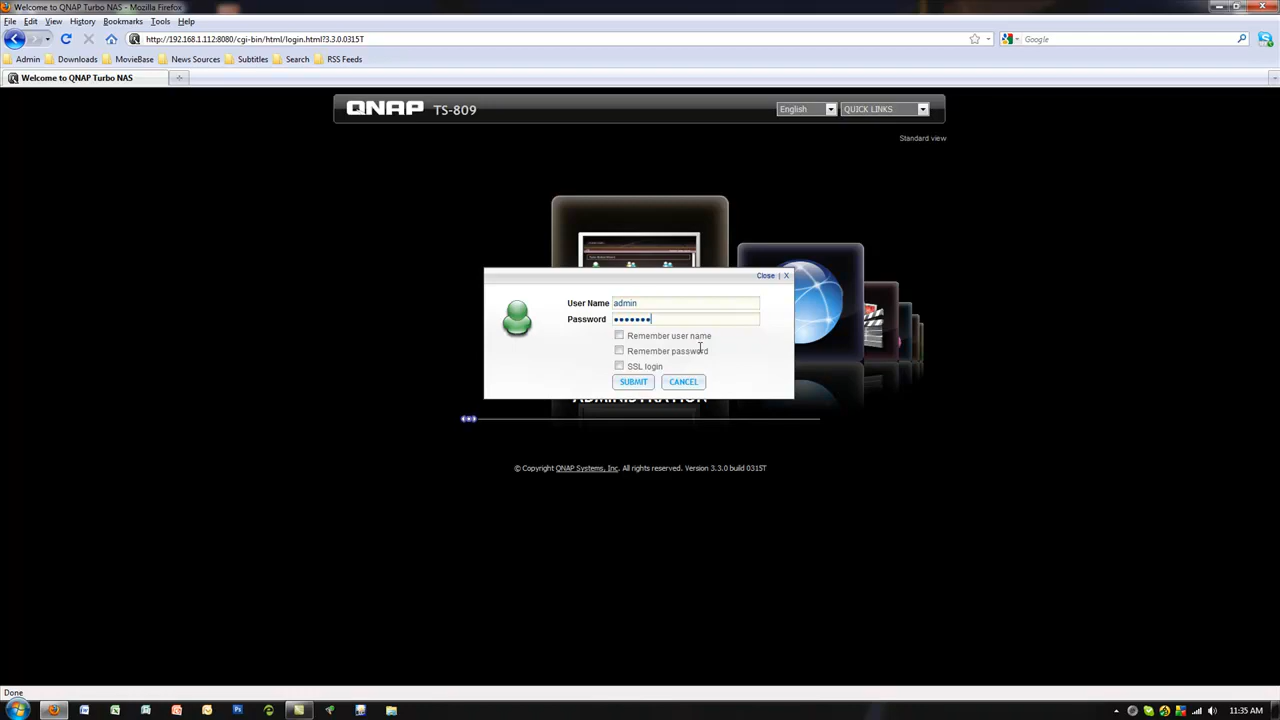 Welcome to QNAP Turbo NAS - Mozilla Firefox
File Edit View History Bookmarks Tools Help
http://192.168.1.112:8080/cgi-bin/html/login.html?3.3.0.0315T
Google
Admin Downloads MovieBase News Sources Subtitles Search RSS Feeds
Welcome to QNAP Turbo NAS
QNAP TS-809
English QUICK LINKS
Standard view
Close | X
User Name admin
Password •••••••
Remember user name
Remember password
SSL login
SUBMIT CANCEL
ADMINISTRATION
© Copyright QNAP Systems, Inc. All rights reserved. Version 3.3.0 build 0315T
Done
11:35 AM